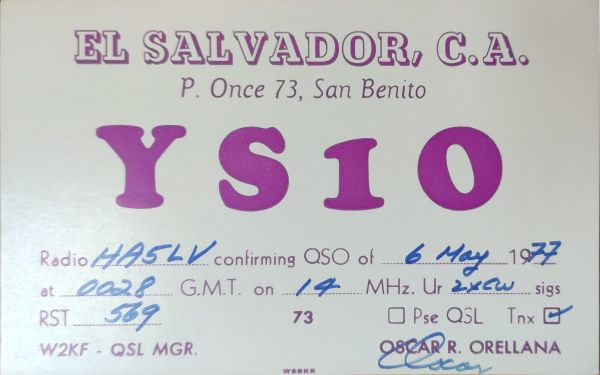 EL SALVADOR, C.A.
P. Once 73, San Benito
YS1O
Radio HA5LV confirming QSO of 6 May 1977
at 0028 G.M.T. on 14 MHz. Ur 2xCW sigs
RST 569 73 Pse QSL Tnx
W2KF - QSL MGR. OSCAR R. ORELLANA
Oscar